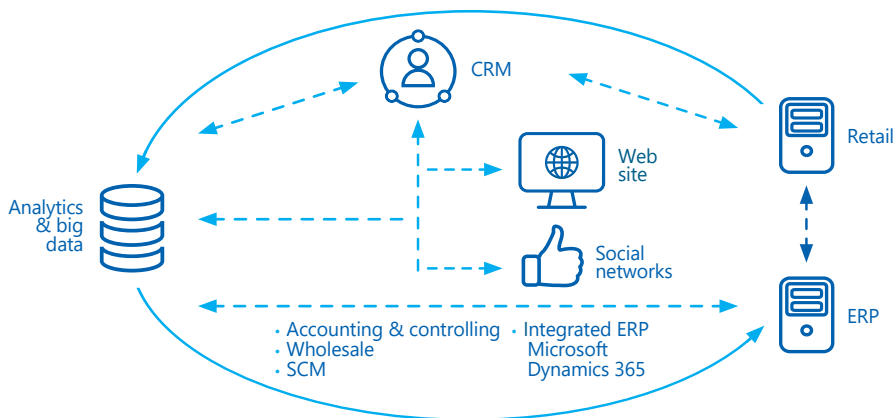 CRM
Retail
Web
site
Analytics
& big
data
Social
networks
ERP
• Accounting & controlling
• Wholesale
• SCM
• Integrated ERP
Microsoft
Dynamics 365